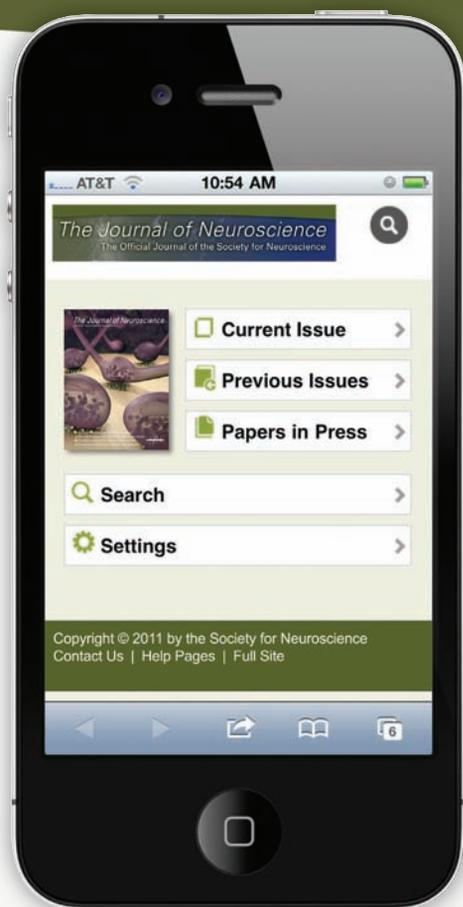 AT&T
10:54 AM
The Journal of Neuroscience
The Official Journal of the Society for Neuroscience
The Journal of Neuroscience
Current Issue
Previous Issues
Papers in Press
Search
Settings
Copyright © 2011 by the Society for Neuroscience
Contact Us | Help Pages | Full Site
6